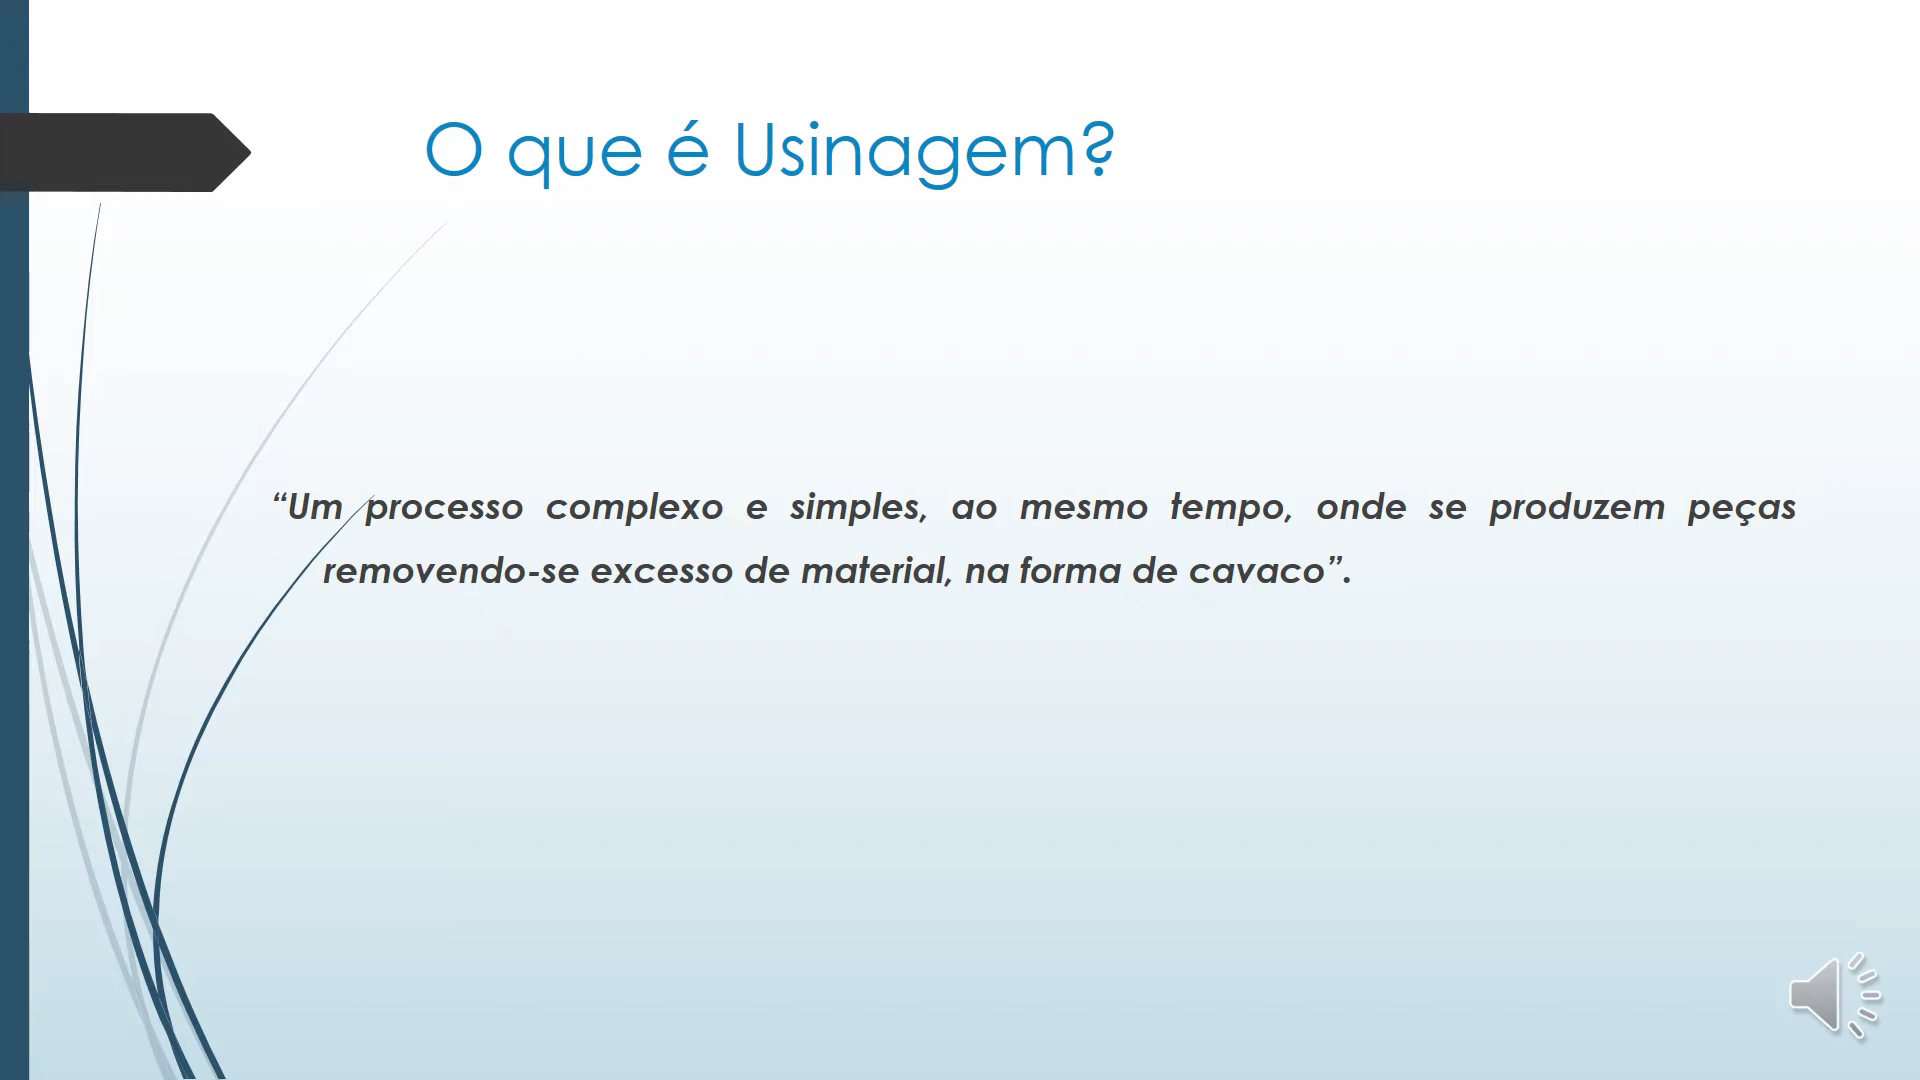 O que é Usinagem?
“Um processo complexo e simples, ao mesmo tempo, onde se produzem peças
removendo-se excesso de material, na forma de cavaco”.